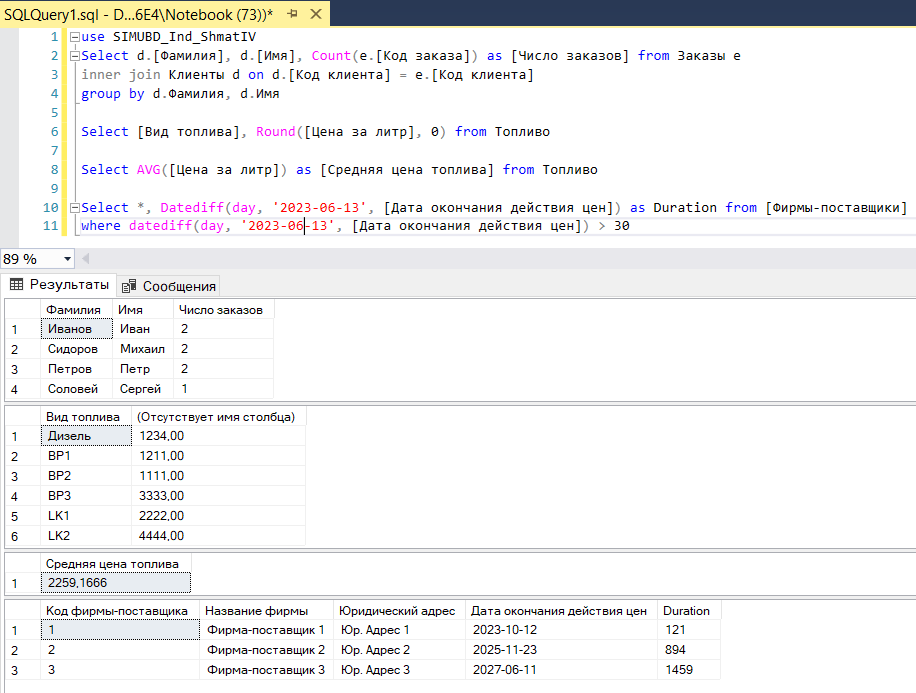 SQLQuery1.sql - D...6E4\Notebook (73))*
1 use SIMUBD_Ind_ShmatIV
2 Select d.[Фамилия], d.[Имя], Count(e.[Код заказа]) as [Число заказов] from Заказы e
3 inner join Клиенты d on d.[Код клиента] = e.[Код клиента]
4 group by d.Фамилия, d.Имя
5
6 Select [Вид топлива], Round([Цена за литр], 0) from Топливо
7
8 Select AVG([Цена за литр]) as [Средняя цена топлива] from Топливо
9
10 Select *, Datediff(day, '2023-06-13', [Дата окончания действия цен]) as Duration from [Фирмы-поставщики]
11 where datediff(day, '2023-06-13', [Дата окончания действия цен]) > 30
89 %
Результаты Сообщения
Фамилия Имя Число заказов
1 Иванов Иван 2
2 Сидоров Михаил 2
3 Петров Петр 2
4 Соловей Сергей 1
Вид топлива (Отсутствует имя столбца)
1 Дизель 1234,00
2 BP1 1211,00
3 BP2 1111,00
4 BP3 3333,00
5 LK1 2222,00
6 LK2 4444,00
Средняя цена топлива
1 2259,1666
Код фирмы-поставщика Название фирмы Юридический адрес Дата окончания действия цен Duration
1 1 Фирма-поставщик 1 Юр. Адрес 1 2023-10-12 121
2 2 Фирма-поставщик 2 Юр. Адрес 2 2025-11-23 894
3 3 Фирма-поставщик 3 Юр. Адрес 3 2027-06-11 1459